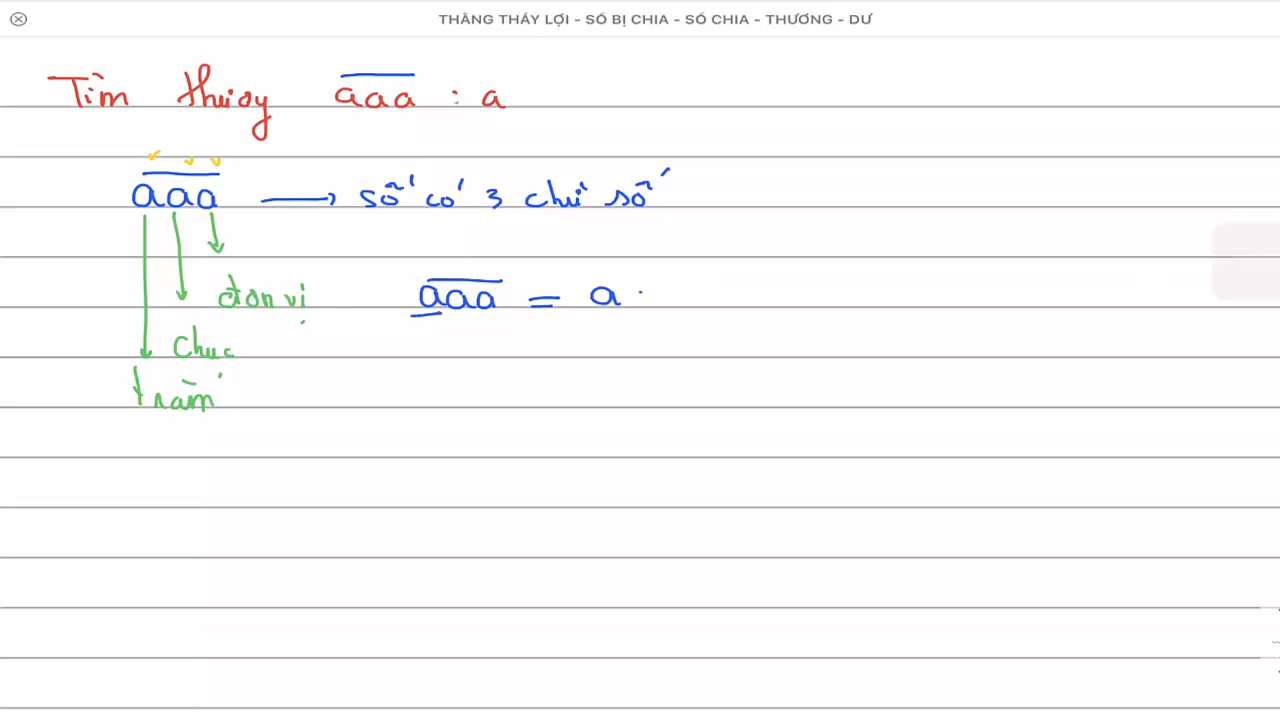 THẰNG THẦY LỢI - SỐ BỊ CHIA - SỐ CHIA - THƯƠNG - DƯ
Tìm thương aaa : a
aaa → số có 3 chữ số
đơn vị
aaa = a .
chục
trăm